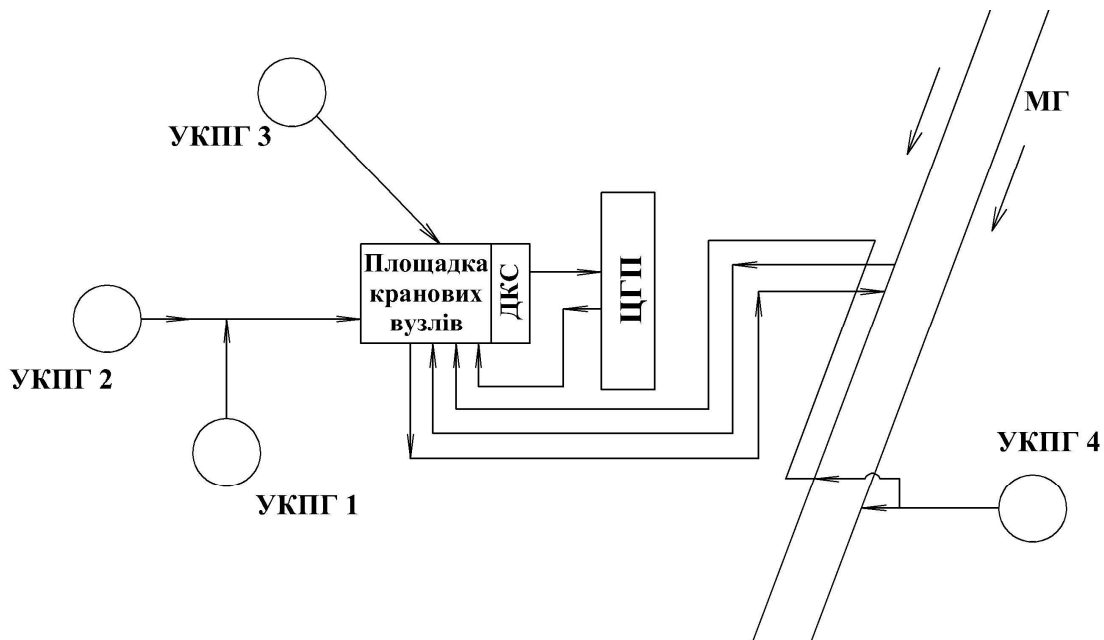 МГ
УКПГ 3
Площадка
кранових
вузлів
ДКС
ЦГП
УКПГ 2
УКПГ 1
УКПГ 4